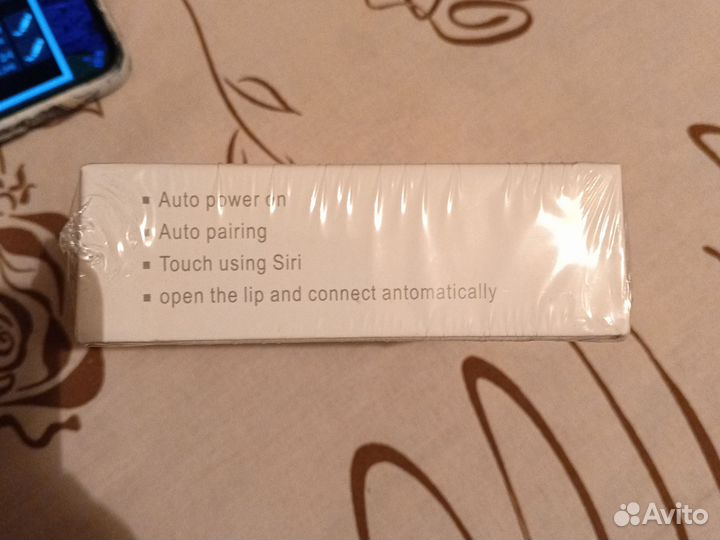 ▪ Auto power on
▪ Auto pairing
▪ Touch using Siri
▪ open the lip and connect antomatically
Avito